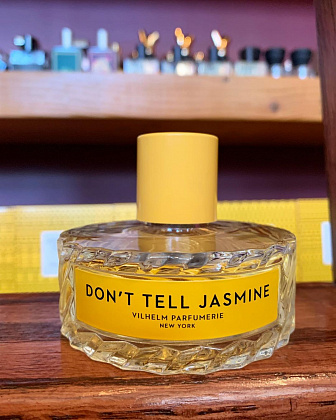 DON'T TELL JASMINE
VILHELM PARFUMERIE
NEW YORK